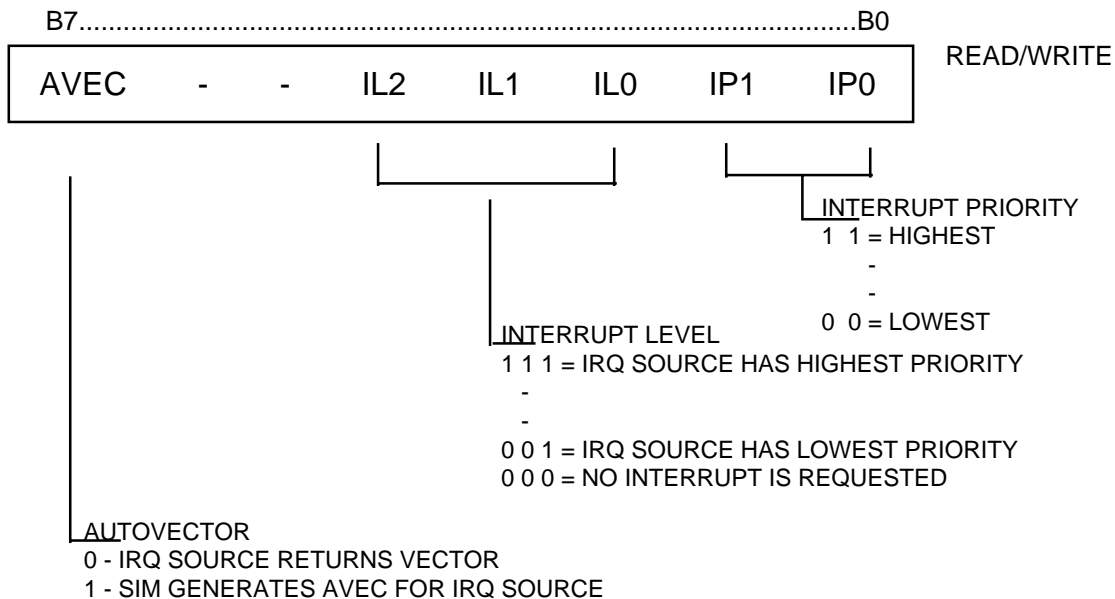 B7........................................................................................................B0
READ/WRITE
AVEC - - IL2 IL1 IL0 IP1 IP0
INTERRUPT PRIORITY
1 1 = HIGHEST
-
-
0 0 = LOWEST
INTERRUPT LEVEL
1 1 1 = IRQ SOURCE HAS HIGHEST PRIORITY
-
-
0 0 1 = IRQ SOURCE HAS LOWEST PRIORITY
0 0 0 = NO INTERRUPT IS REQUESTED
AUTOVECTOR
0 - IRQ SOURCE RETURNS VECTOR
1 - SIM GENERATES AVEC FOR IRQ SOURCE